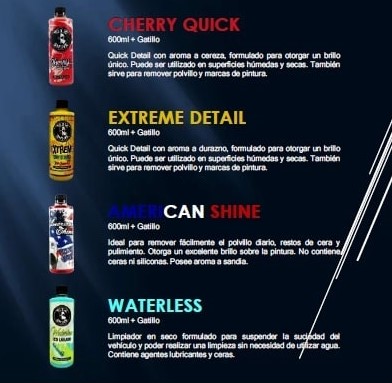 CHERRY QUICK
600ml + Gatillo
Quick Detail con aroma a cereza, formulado para otorgar un brillo
único. Puede ser utilizado en superficies húmedas y secas. También
sirve para remover polvillo y marcas de pintura.
EXTREME DETAIL
600ml + Gatillo
Quick Detail con aroma a durazno, formulado para otorgar un brillo
único. Puede ser utilizado en superficies húmedas y secas. También
sirve para remover polvillo y marcas de pintura.
EXTREME
AMERICAN SHINE
600ml + Gatillo
Ideal para remover fácilmente el polvillo diario, restos de cera y
pulimiento. Otorga un excelente brillo sobre la pintura. No contiene
ceras ni siliconas. Posee aroma a sandia.
WATERLESS
600ml + Gatillo
Limpiador en seco formulado para suspender la suciedad del
vehículo y poder realizar una limpieza sin necesidad de utilizar agua.
Contiene agentes lubricantes y ceras.